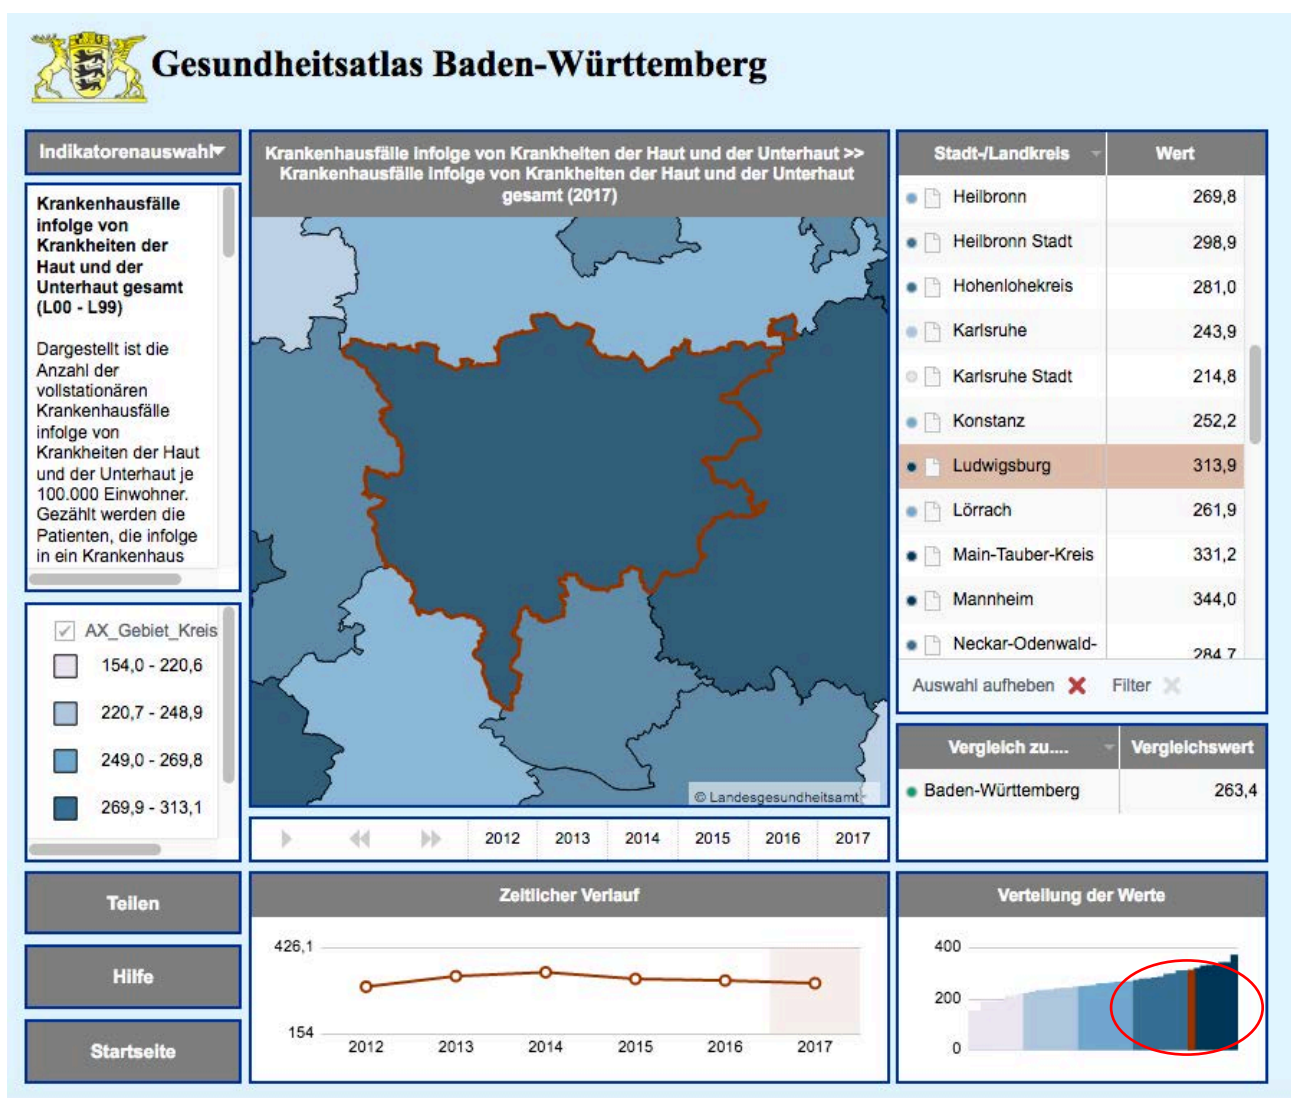 Gesundheitsatlas Baden-Württemberg
Indikatorenauswahl
Krankenhausfälle
infolge von
Krankheiten der
Haut und der
Unterhaut gesamt
(L00 - L99)
Dargestellt ist die
Anzahl der
vollstationären
Krankenhausfälle
infolge von
Krankheiten der Haut
und der Unterhaut je
100.000 Einwohner.
Gezählt werden die
Patienten, die infolge
in ein Krankenhaus
AX_Gebiet_Kreis
154,0 - 220,6
220,7 - 248,9
249,0 - 269,8
269,9 - 313,1
Teilen
Hilfe
Startseite
Krankenhausfälle infolge von Krankheiten der Haut und der Unterhaut >>
Krankenhausfälle infolge von Krankheiten der Haut und der Unterhaut
gesamt (2017)
© Landesgesundheitsamt
2012 2013 2014 2015 2016 2017
Zeitlicher Verlauf
426,1
154
2012 2013 2014 2015 2016 2017
Stadt-/Landkreis Wert
Heilbronn 269,8
Heilbronn Stadt 298,9
Hohenlohekreis 281,0
Karlsruhe 243,9
Karlsruhe Stadt 214,8
Konstanz 252,2
Ludwigsburg 313,9
Lörrach 261,9
Main-Tauber-Kreis 331,2
Mannheim 344,0
Neckar-Odenwald- 284,7
Auswahl aufheben Filter
Vergleich zu.... Vergleichswert
Baden-Württemberg 263,4
Verteilung der Werte
400
200
0